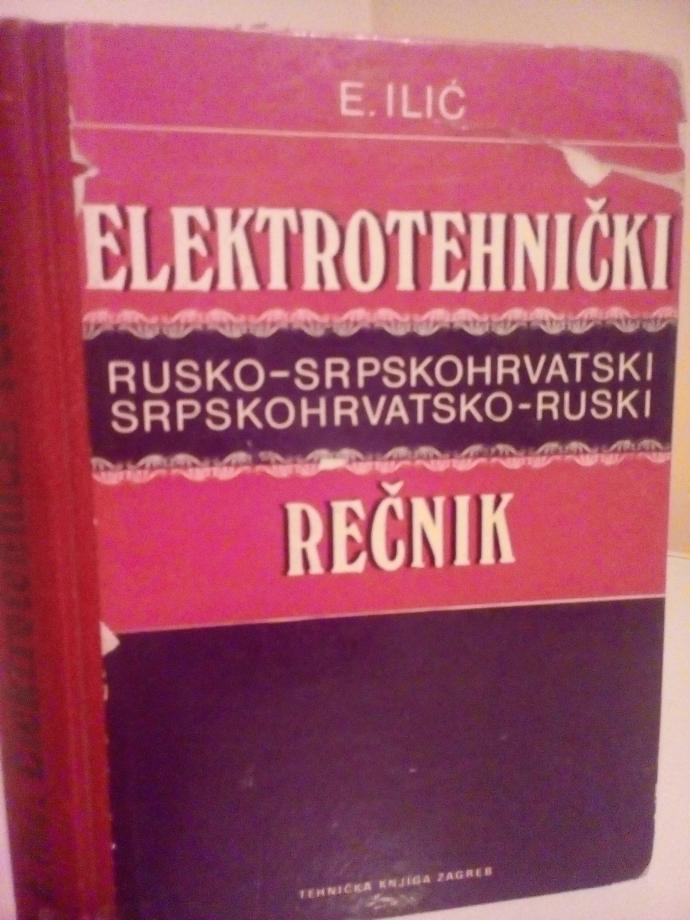 E. ILIĆ
ELEKTROTEHNIČKI
RUSKO-SRPSKOHRVATSKI
SRPSKOHRVATSKO-RUSKI
REČNIK
TEHNIČKA KNJIGA ZAGREB